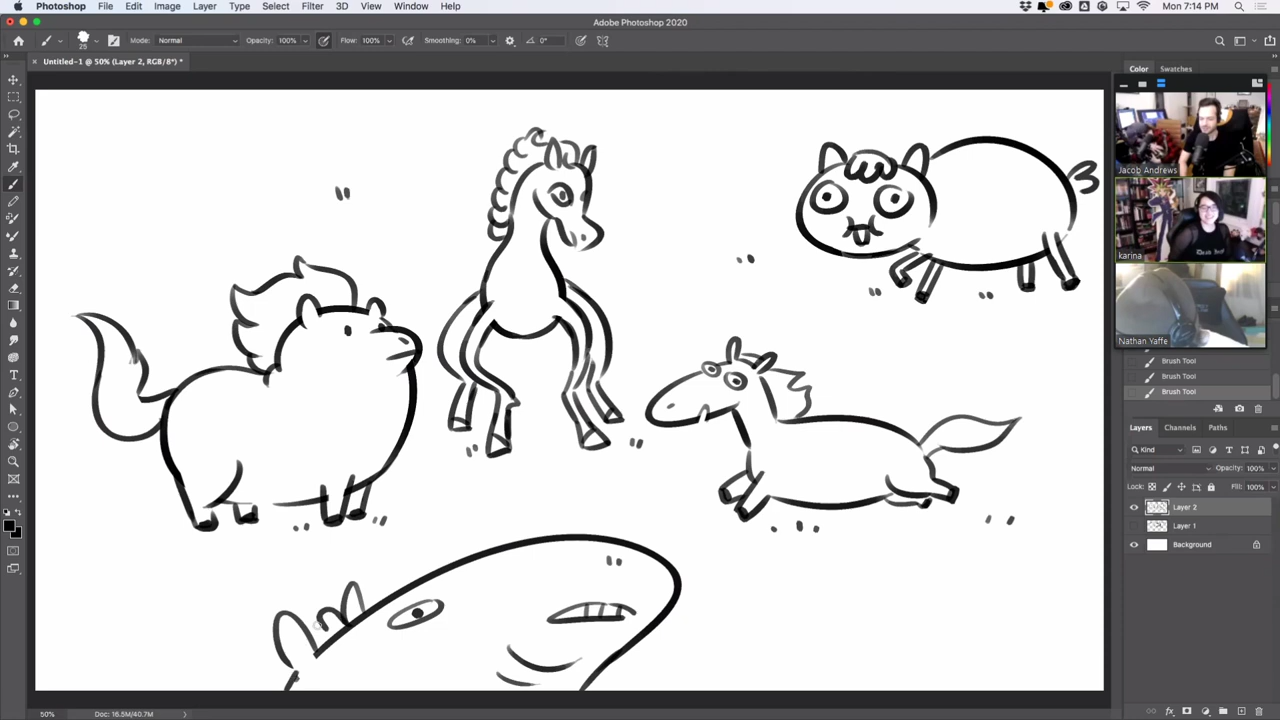 Photoshop File Edit Image Layer Type Select Filter 3D View Window Help Mon 7:14 PM
Adobe Photoshop 2020
25 Mode: Normal Opacity: 100% Flow: 100% Smoothing: 0% 0°
× Untitled-1 @ 50% (Layer 2, RGB/8*) *
Color Swatches
Jacob Andrews
karina
Nathan Yaffe
Brush Tool
Brush Tool
Brush Tool
Layers Channels Paths
Kind
Normal Opacity: 100%
Lock: Fill: 100%
Layer 2
Layer 1
Background
fx
50% Doc: 16.5M/40.7M